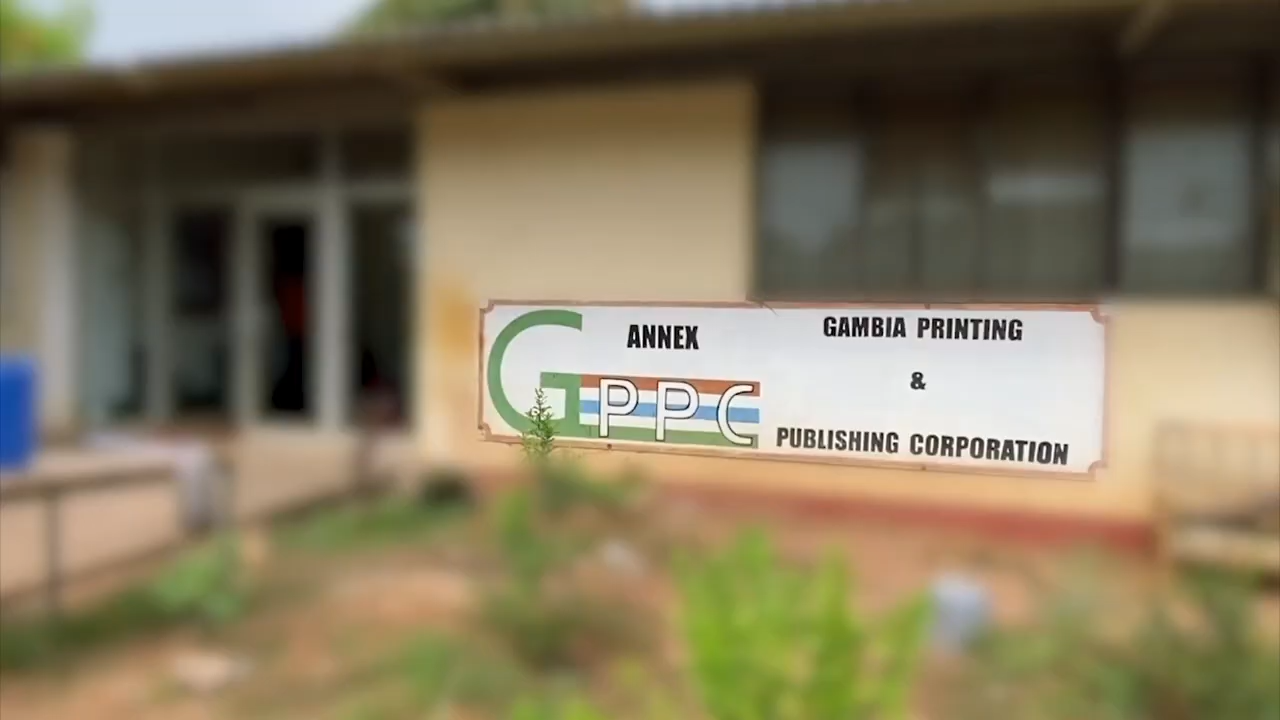 ANNEX
GPPC
GAMBIA PRINTING
&
PUBLISHING CORPORATION